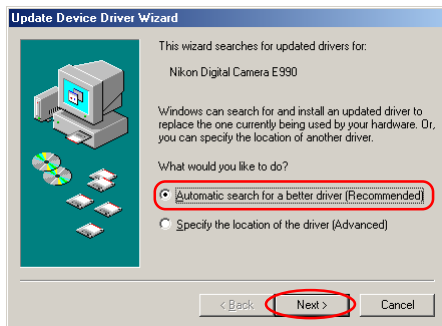 Update Device Driver Wizard
This wizard searches for updated drivers for:
Nikon Digital Camera E990
Windows can search for and install an updated driver to
replace the one currently being used by your hardware. Or,
you can specify the location of another driver.
What would you like to do?
Automatic search for a better driver (Recommended)
Specify the location of the driver (Advanced)
< Back
Next >
Cancel